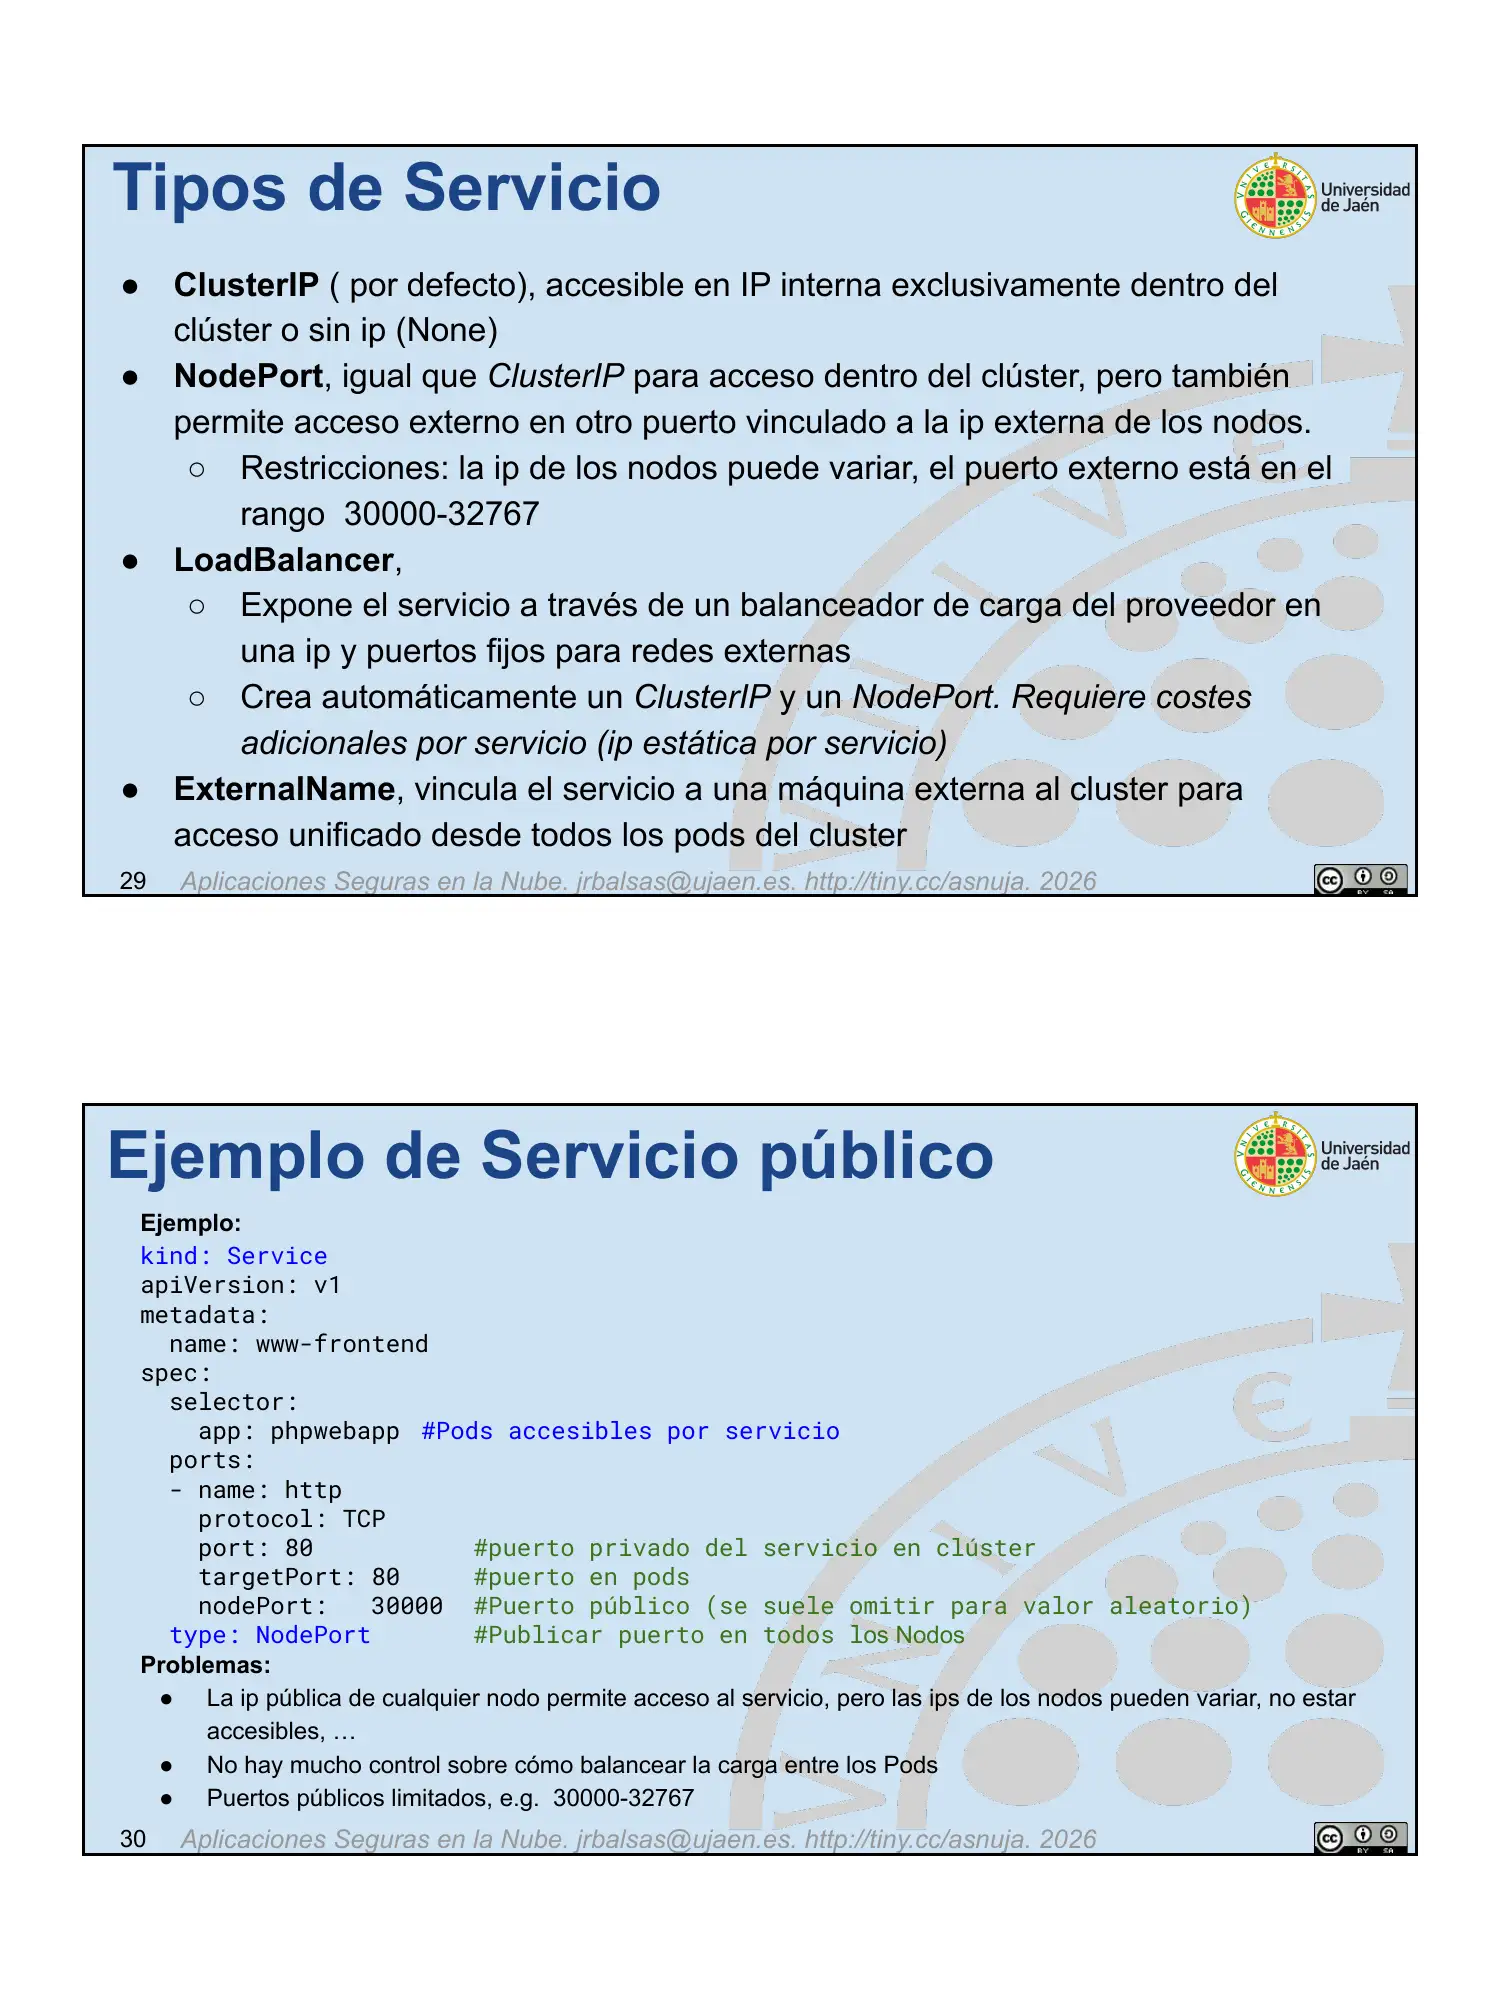 Tipos de Servicio
Universidad
de Jaén
● ClusterIP ( por defecto), accesible en IP interna exclusivamente dentro del
clúster o sin ip (None)
● NodePort, igual que ClusterIP para acceso dentro del clúster, pero también
permite acceso externo en otro puerto vinculado a la ip externa de los nodos.
○ Restricciones: la ip de los nodos puede variar, el puerto externo está en el
rango  30000-32767
● LoadBalancer,
○ Expone el servicio a través de un balanceador de carga del proveedor en
una ip y puertos fijos para redes externas
○ Crea automáticamente un ClusterIP y un NodePort. Requiere costes
adicionales por servicio (ip estática por servicio)
● ExternalName, vincula el servicio a una máquina externa al cluster para
acceso unificado desde todos los pods del cluster
29 Aplicaciones Seguras en la Nube. jrbalsas@ujaen.es. http://tiny.cc/asnuja. 2026
cc BY SA
Ejemplo de Servicio público
Universidad
de Jaén
Ejemplo:
kind: Service
apiVersion: v1
metadata:
  name: www-frontend
spec:
  selector:
    app: phpwebapp #Pods accesibles por servicio
  ports:
  - name: http
    protocol: TCP
    port: 80 #puerto privado del servicio en clúster
    targetPort: 80 #puerto en pods
    nodePort:   30000 #Puerto público (se suele omitir para valor aleatorio)
  type: NodePort #Publicar puerto en todos los Nodos
Problemas:
● La ip pública de cualquier nodo permite acceso al servicio, pero las ips de los nodos pueden variar, no estar
accesibles, …
● No hay mucho control sobre cómo balancear la carga entre los Pods
● Puertos públicos limitados, e.g.  30000-32767
30 Aplicaciones Seguras en la Nube. jrbalsas@ujaen.es. http://tiny.cc/asnuja. 2026
cc BY SA